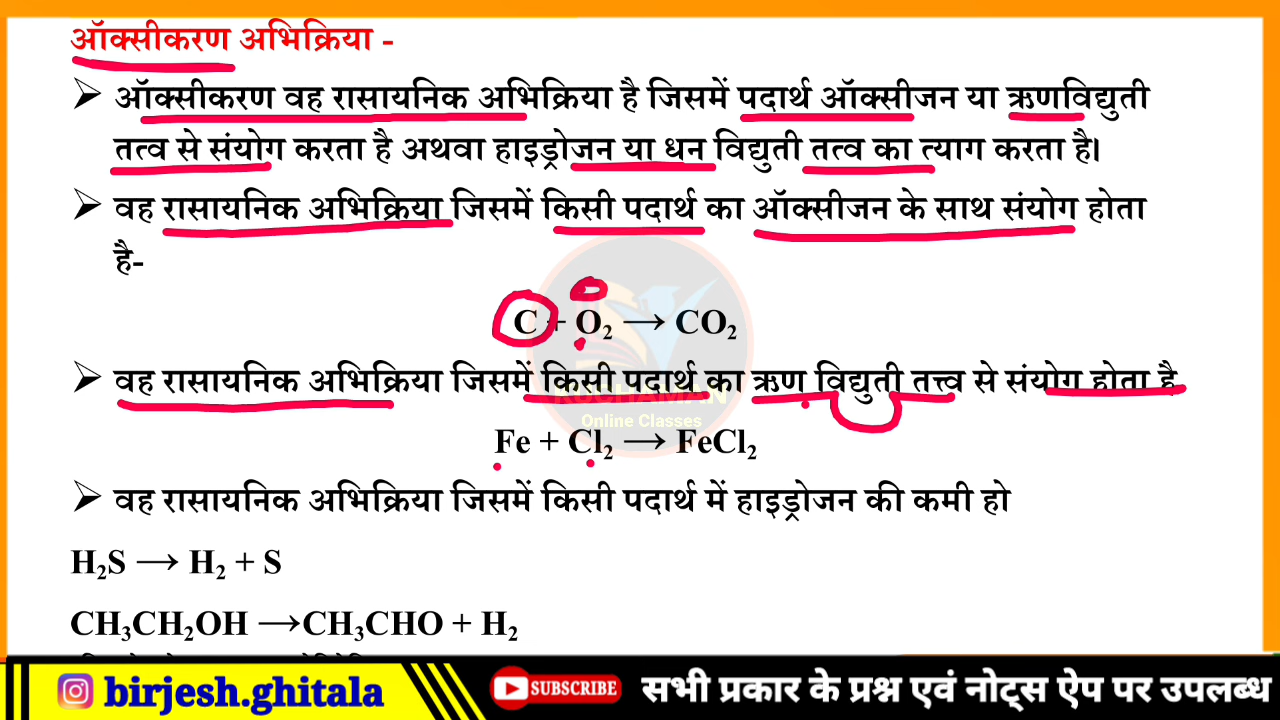 ऑक्सीकरण अभिक्रिया -
➢ ऑक्सीकरण वह रासायनिक अभिक्रिया है जिसमें पदार्थ ऑक्सीजन या ऋणविद्युती
तत्व से संयोग करता है अथवा हाइड्रोजन या धन विद्युती तत्व का त्याग करता है।
➢ वह रासायनिक अभिक्रिया जिसमें किसी पदार्थ का ऑक्सीजन के साथ संयोग होता
है-
C + O₂ → CO₂
➢ वह रासायनिक अभिक्रिया जिसमें किसी पदार्थ का ऋण विद्युती तत्त्व से संयोग होता है
KUCHAMAN
Online Classes
Fe + Cl₂ → FeCl₂
➢ वह रासायनिक अभिक्रिया जिसमें किसी पदार्थ में हाइड्रोजन की कमी हो
H₂S → H₂ + S
CH₃CH₂OH →CH₃CHO + H₂
birjesh.ghitala
SUBSCRIBE
सभी प्रकार के प्रश्न एवं नोट्स ऐप पर उपलब्ध